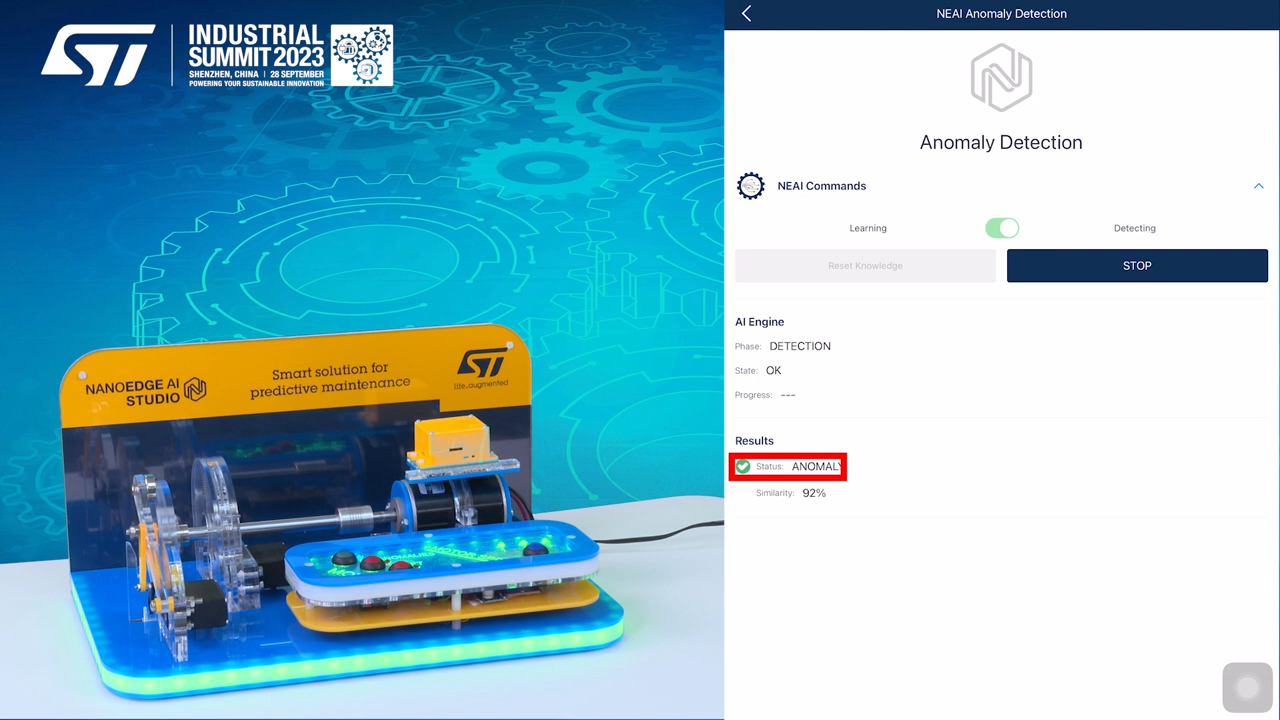 ST
INDUSTRIAL
SUMMIT 2023
SHENZHEN, CHINA | 28 SEPTEMBER
POWERING YOUR SUSTAINABLE INNOVATION
NANOEDGE AI
STUDIO
Smart solution for
predictive maintenance
ST
life.augmented
NEAI Anomaly Detection
Anomaly Detection
NEAI Commands
Learning
Detecting
Reset Knowledge
STOP
AI Engine
Phase: DETECTION
State: OK
Progress: ---
Results
Status: ANOMALY
Similarity: 92%